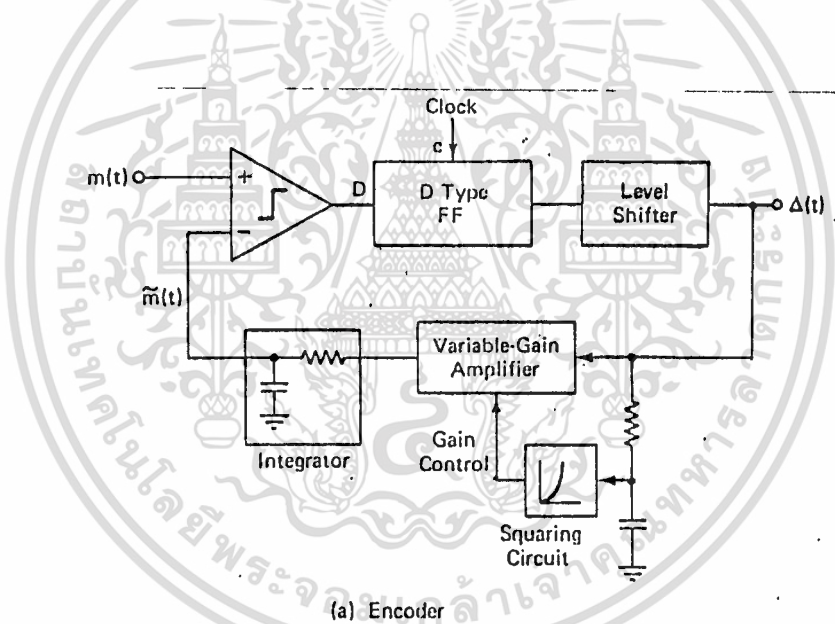 Clock
c
m(t)
+
D
D Type
FF
Level
Shifter
Δ(t)
−
m̃(t)
Variable-Gain
Amplifier
Integrator
Gain
Control
Squaring
Circuit
(a) Encoder